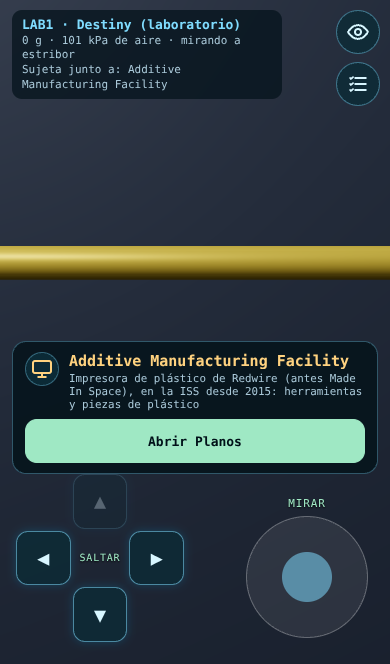 LAB1 · Destiny (laboratorio)
0 g · 101 kPa de aire · mirando a
estribor
Sujeta junto a: Additive
Manufacturing Facility
Additive Manufacturing Facility
Impresora de plástico de Redwire (antes Made
In Space), en la ISS desde 2015: herramientas
y piezas de plástico
Abrir Planos
▲
MIRAR
◀ SALTAR ▶
▼